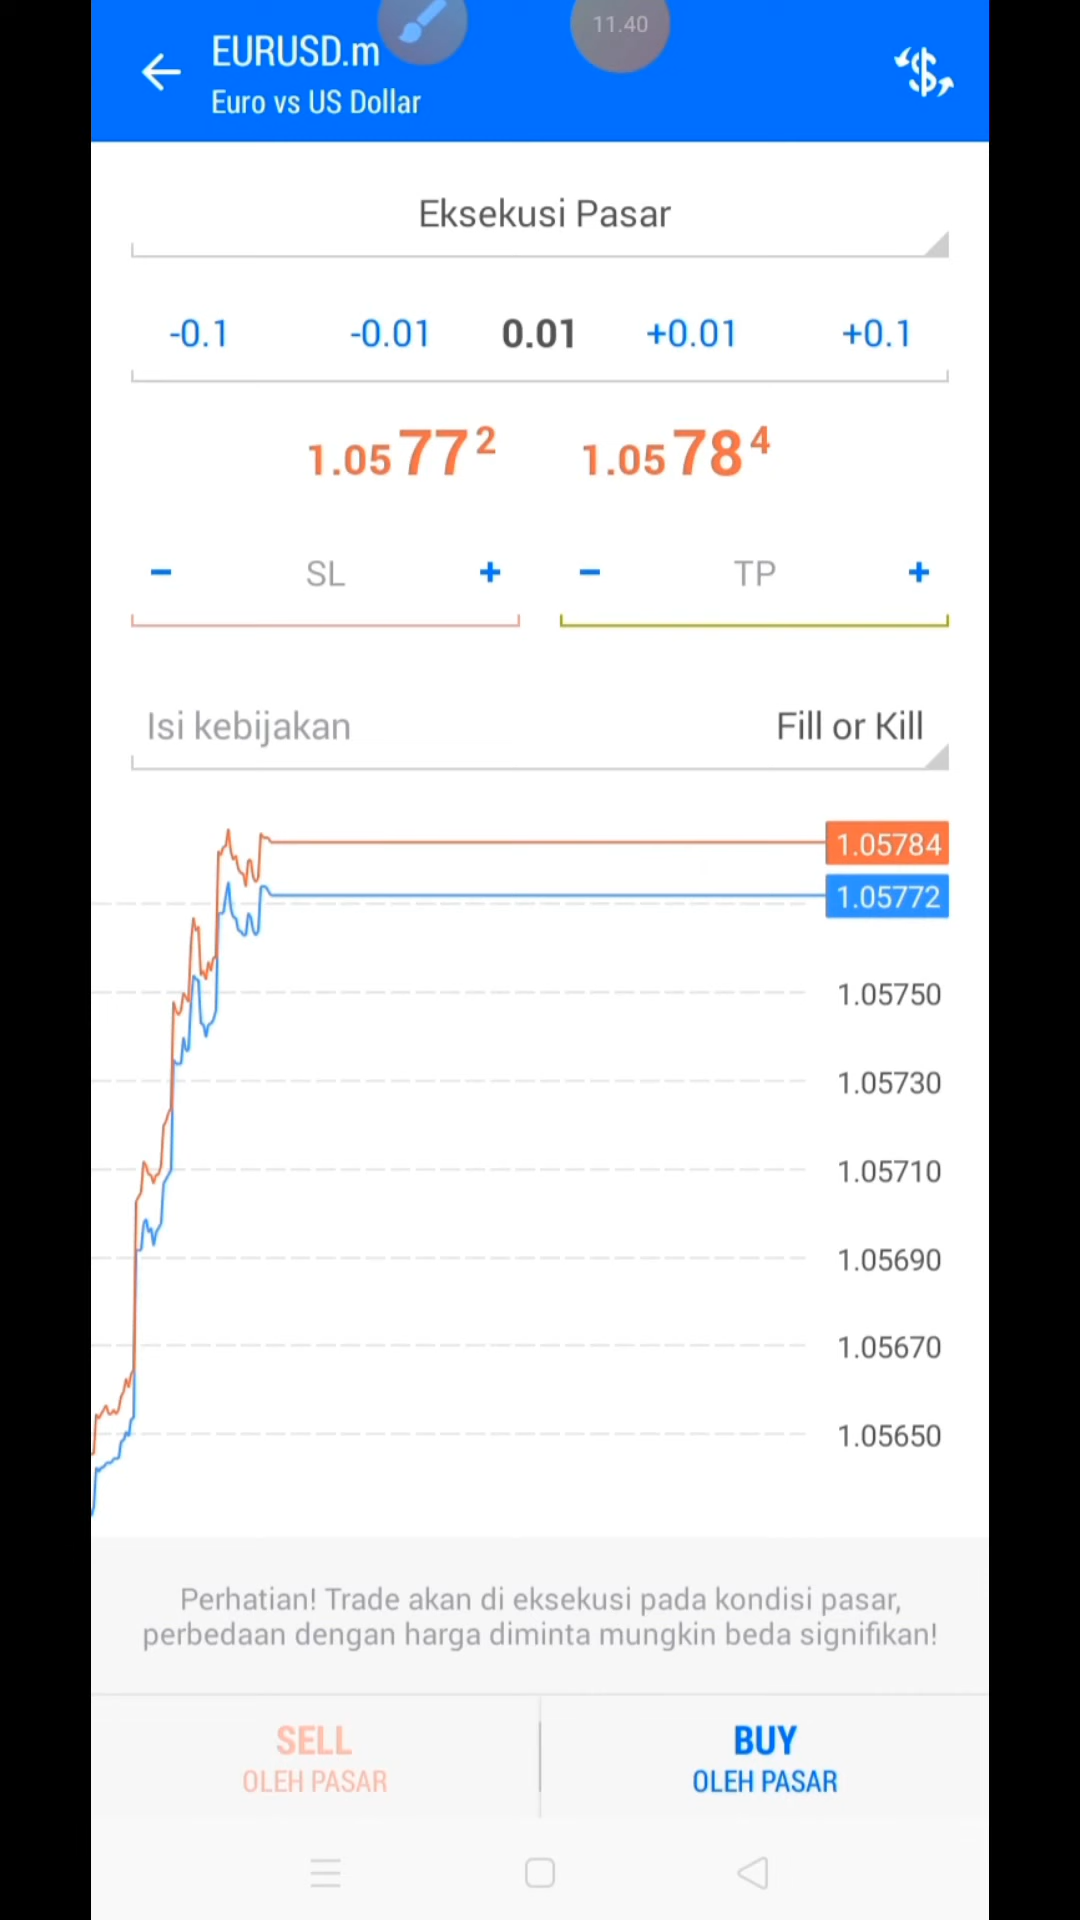 11.40
EURUSD.m
Euro vs US Dollar
Eksekusi Pasar
-0.1 -0.01 0.01 +0.01 +0.1
1.05772 1.05784
− SL + − TP +
Isi kebijakan Fill or Kill
1.05784
1.05772
1.05750
1.05730
1.05710
1.05690
1.05670
1.05650
Perhatian! Trade akan di eksekusi pada kondisi pasar,
perbedaan dengan harga diminta mungkin beda signifikan!
SELL BUY
OLEH PASAR OLEH PASAR